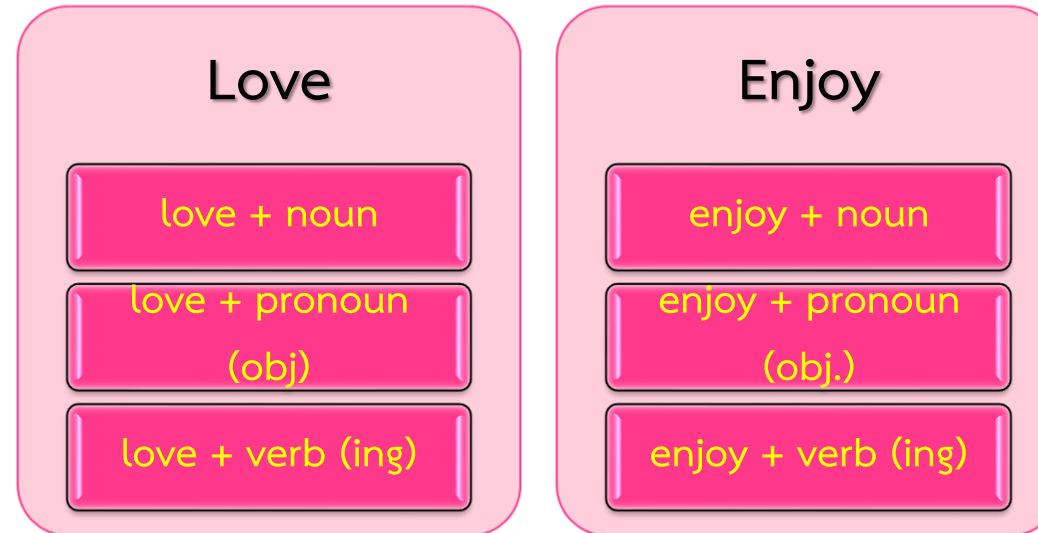 Love
love + noun
love + pronoun
(obj)
love + verb (ing)
Enjoy
enjoy + noun
enjoy + pronoun
(obj.)
enjoy + verb (ing)